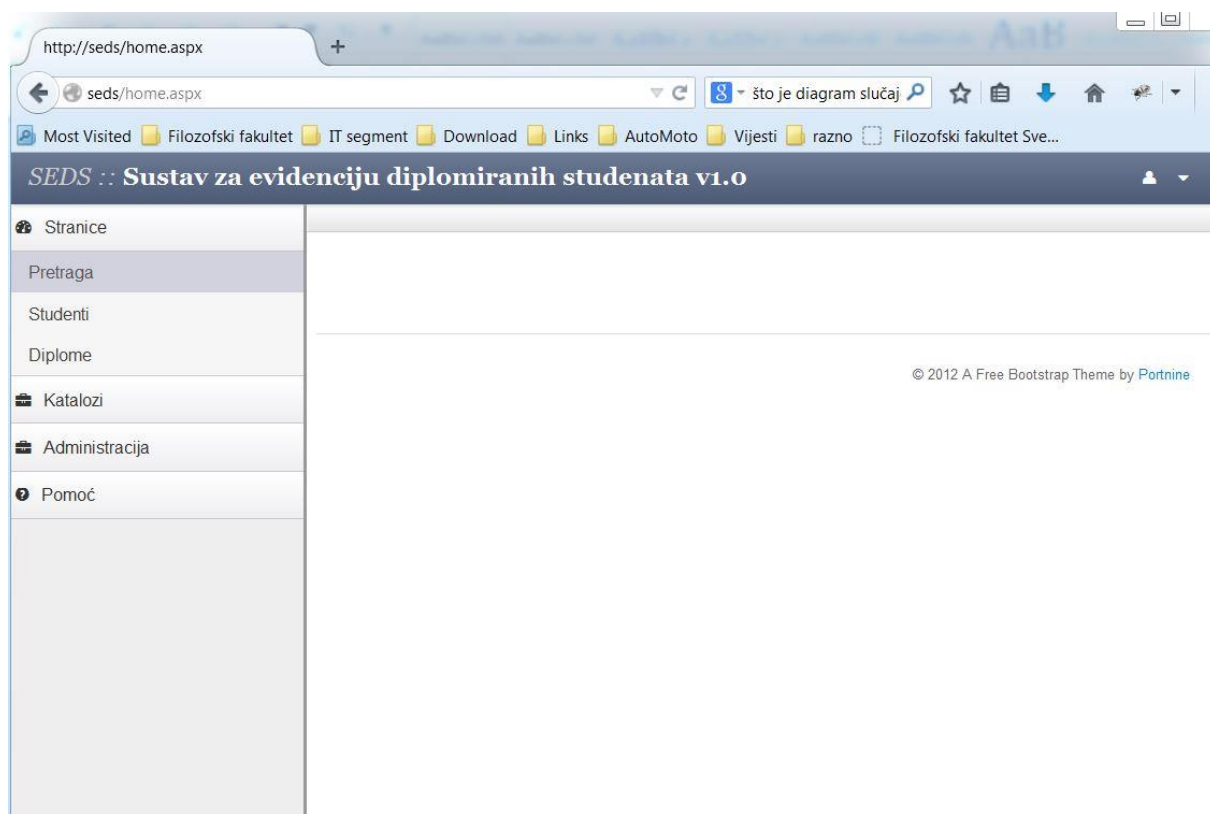 http://seds/home.aspx
seds/home.aspx
što je diagram slučaj
Most Visited Filozofski fakultet IT segment Download Links AutoMoto Vijesti razno Filozofski fakultet Sve...
SEDS :: Sustav za evidenciju diplomiranih studenata v1.0
Stranice
Pretraga
Studenti
Diplome
© 2012 A Free Bootstrap Theme by Portnine
Katalozi
Administracija
Pomoć